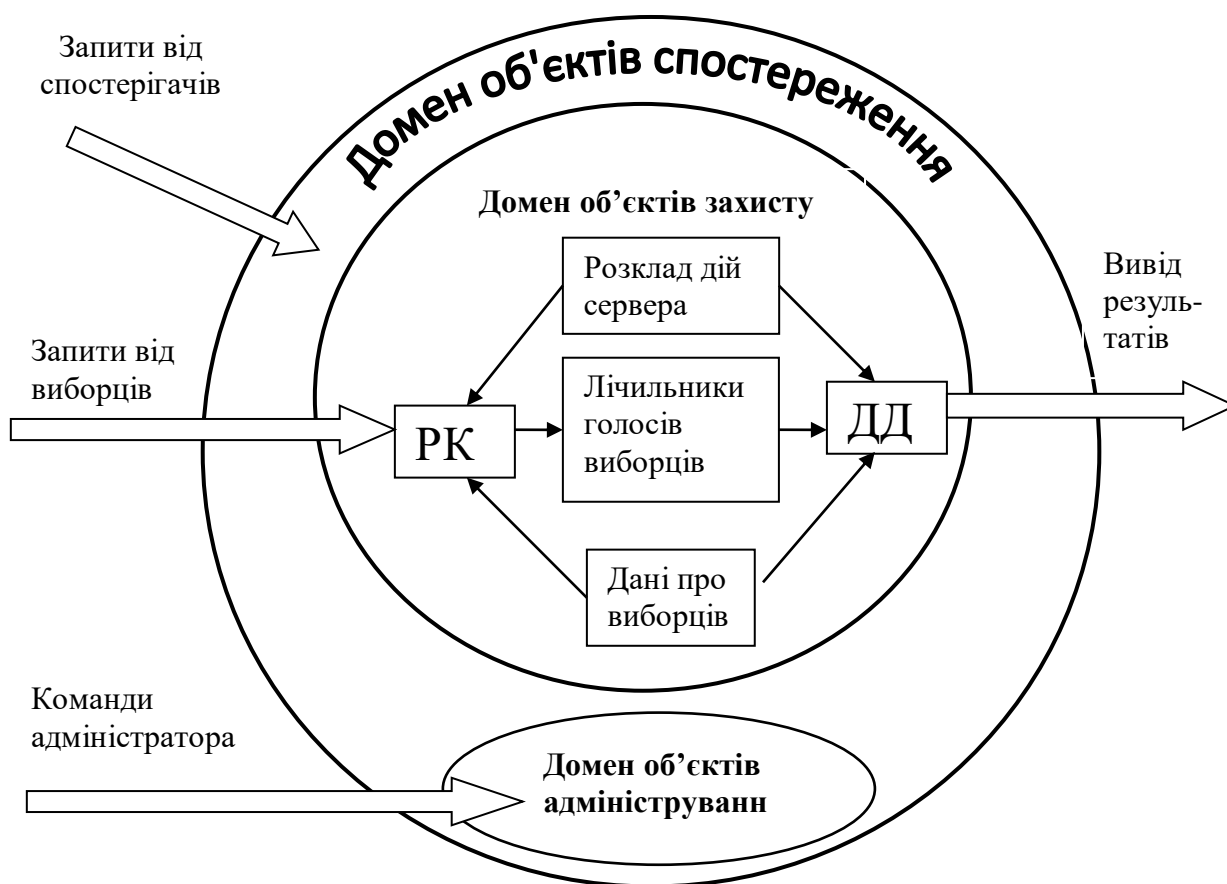 Запити від
спостерігачів
Домен об'єктів спостереження
Домен об’єктів захисту
Розклад дій
сервера
Вивід
резуль-
татів
Запити від
виборців
РК
Лічильники
голосів
виборців
ДД
Дані про
виборців
Команди
адміністратора
Домен об’єктів
адмініструванн